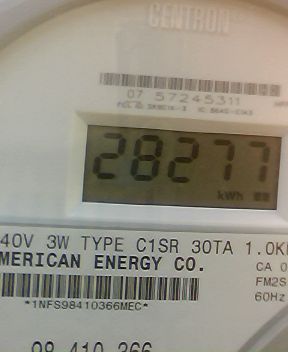 CENTRON
07 57245311
28277
kWh
40V 3W TYPE C1SR 30TA 1.0K
MERICAN ENERGY CO.
CA 0
FM2S
60Hz
*1NFS98410366MEC*
98 410 366